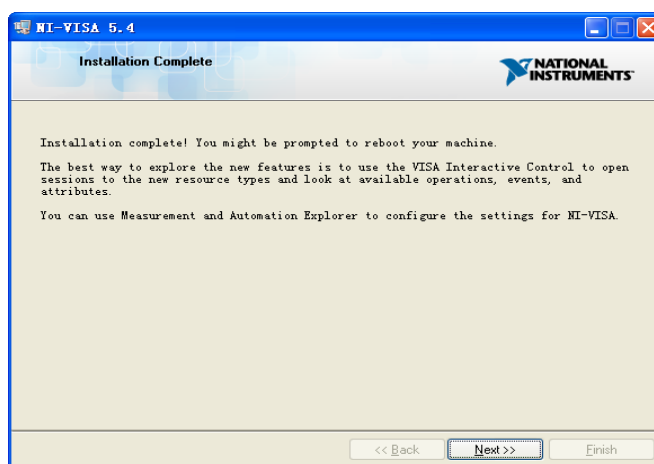 NI-VISA 5.4
Installation Complete
NATIONAL
INSTRUMENTS
Installation complete! You might be prompted to reboot your machine.
The best way to explore the new features is to use the VISA Interactive Control to open
sessions to the new resource types and look at available operations, events, and
attributes.
You can use Measurement and Automation Explorer to configure the settings for NI-VISA.
<< Back
Next >>
Finish